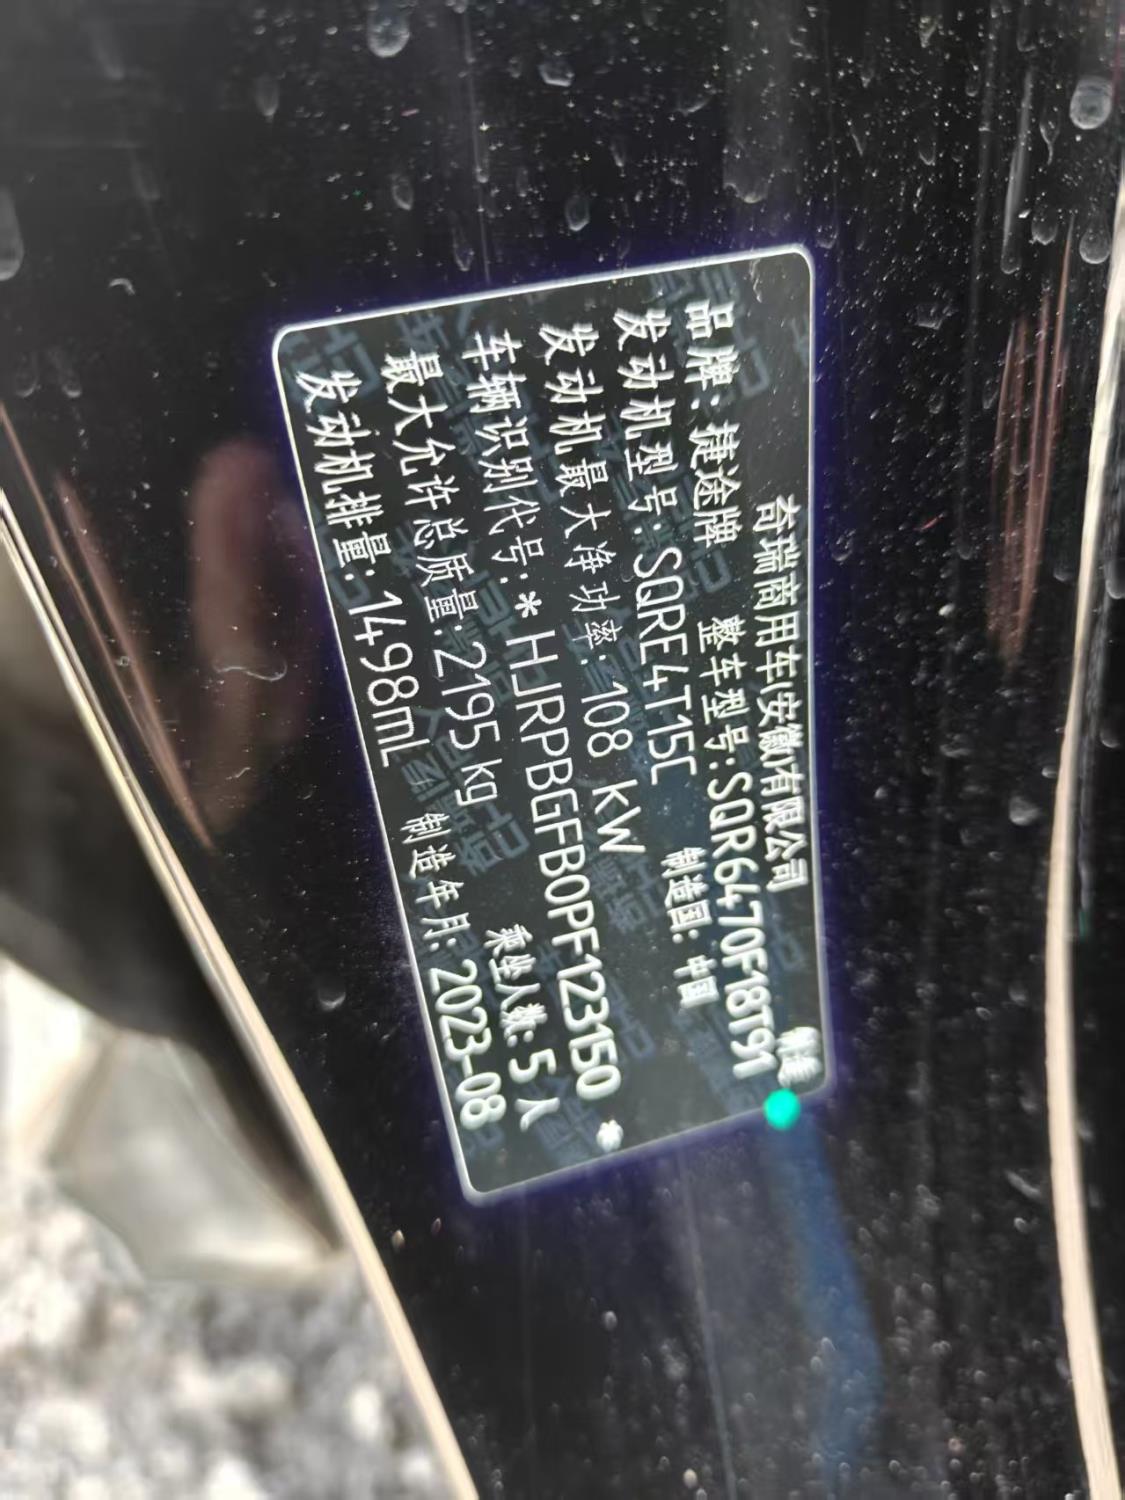 奇瑞商用车(安徽)有限公司 制造
品牌:捷途牌 整车型号:SQR6470F18T91
发动机型号:SQRE4T15C 制造国:中国
发动机最大净功率:108 kW
车辆识别代号:*HJRPBGFB0PF123150*
最大允许总质量:2195kg 乘坐人数:5人
发动机排量:1498mL 制造年月:2023-08